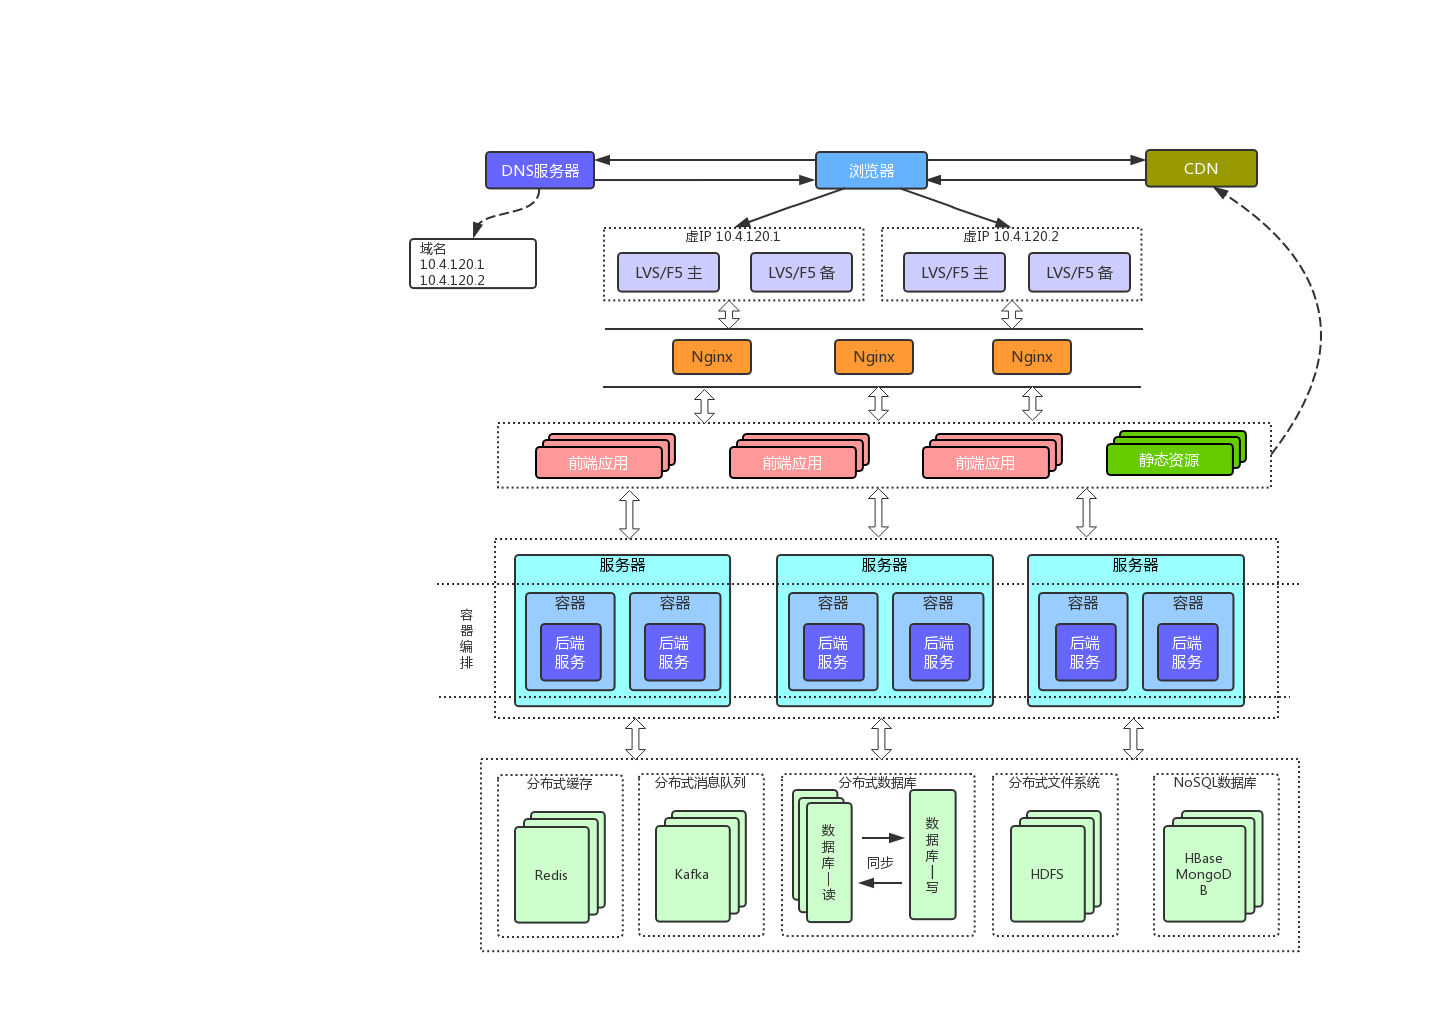 DNS服务器
浏览器
CDN
域名
10.4.120.1
10.4.120.2
虚IP 10.4.120.1
虚IP 10.4.120.2
LVS/F5 主
LVS/F5 备
LVS/F5 主
LVS/F5 备
Nginx
Nginx
Nginx
前端应用
前端应用
前端应用
静态资源
服务器
服务器
服务器
容
器
编
排
容器
容器
容器
容器
容器
容器
后端
服务
后端
服务
后端
服务
后端
服务
后端
服务
后端
服务
分布式缓存
分布式消息队列
分布式数据库
分布式文件系统
NoSQL数据库
Redis
Kafka
数
据
库
|
读
同步
数
据
库
|
写
HDFS
HBase
MongoD
B